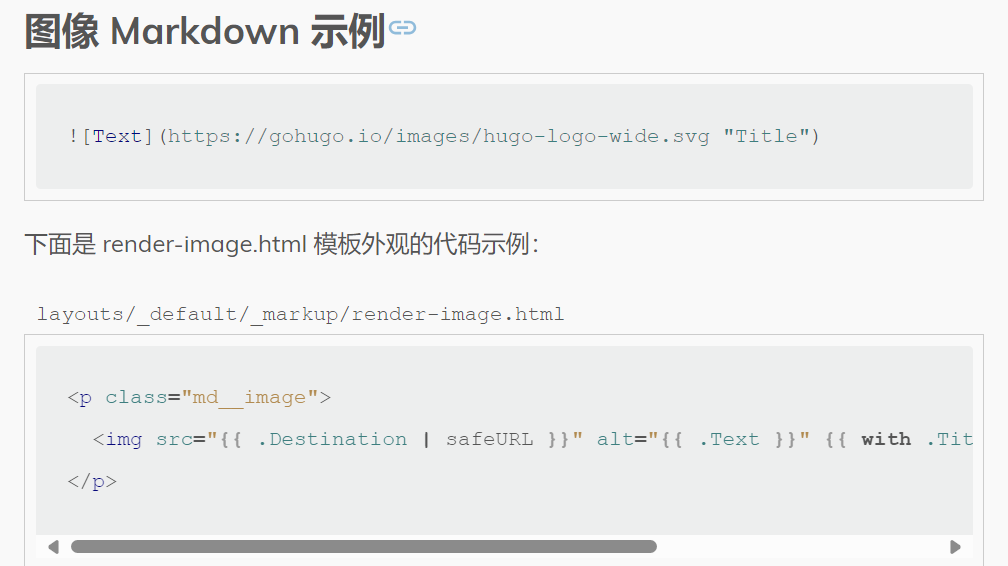 图像 Markdown 示例
![Text](https://gohugo.io/images/hugo-logo-wide.svg "Title")
下面是 render-image.html 模板外观的代码示例：
layouts/_default/_markup/render-image.html
<p class="md__image">
<img src="{{ .Destination | safeURL }}" alt="{{ .Text }}" {{ with .Tit
</p>